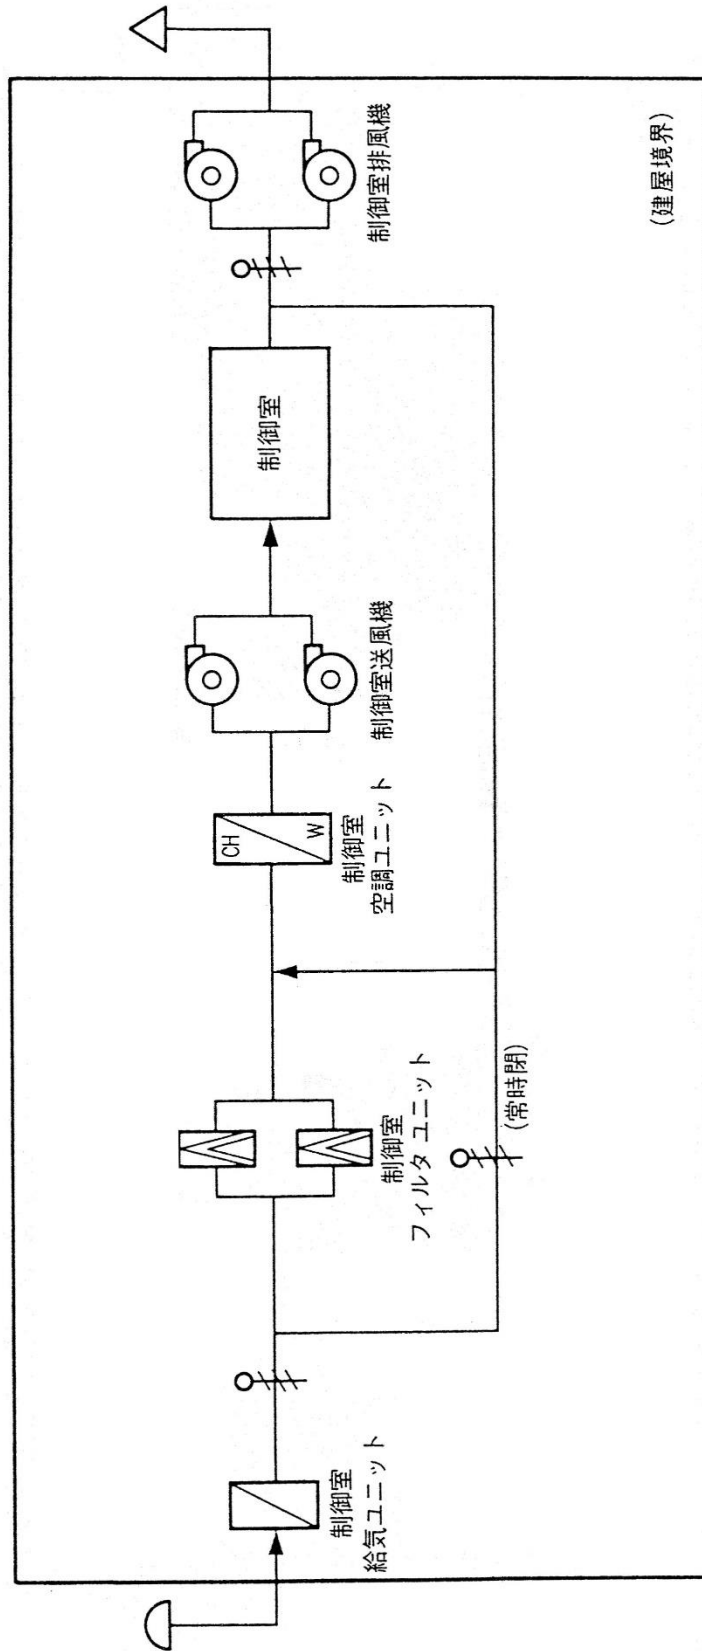 制御室
給気ユニット
制御室
フィルタ ユニット
(常時閉)
制御室
空調ユニット
CH
W
制御室送風機
制御室
制御室排風機
(建屋境界)